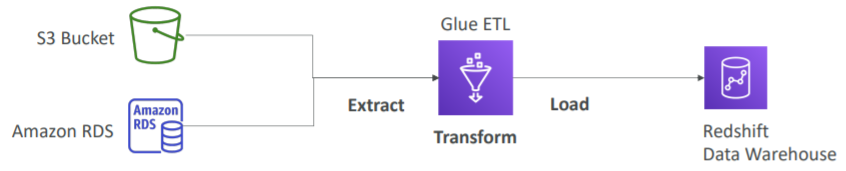 Glue ETL
S3 Bucket
Amazon
RDS
Amazon RDS
Extract
Transform
Load
Redshift
Data Warehouse